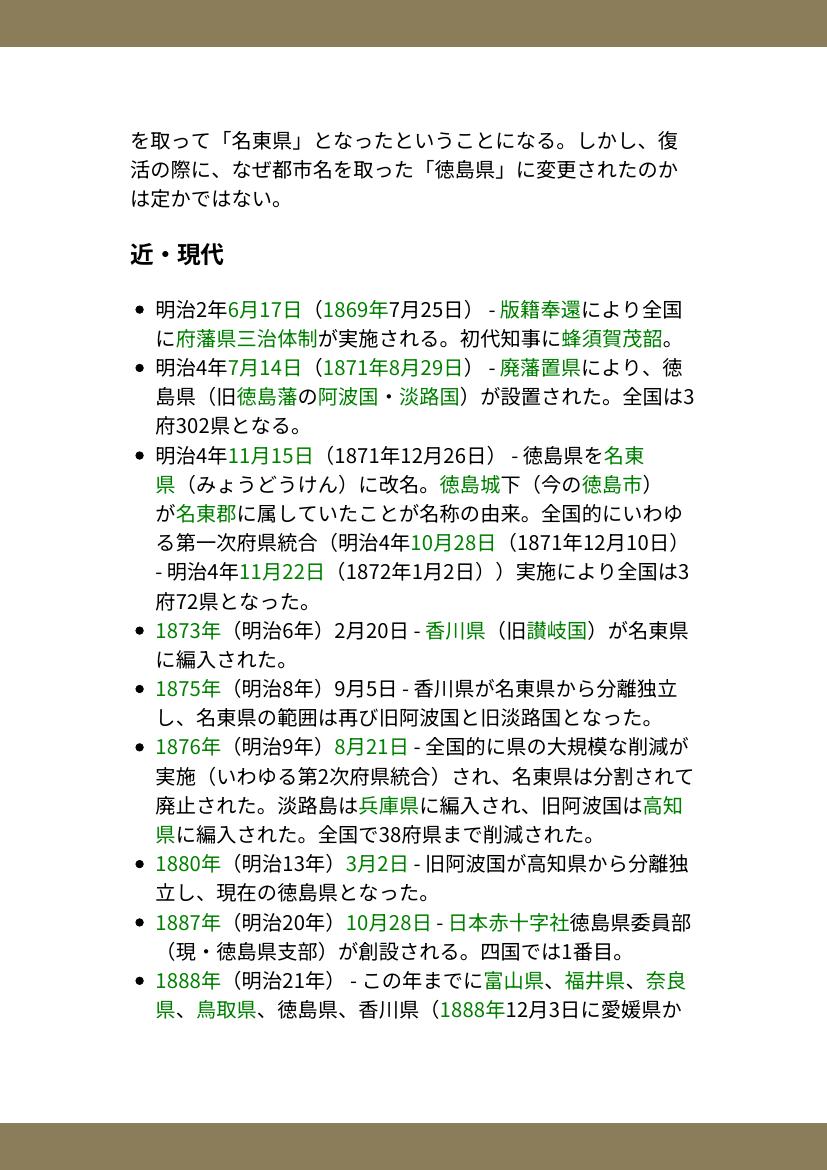 を取って「名東県」となったということになる。しかし、復
活の際に、なぜ都市名を取った「徳島県」に変更されたのか
は定かではない。
近・現代
• 明治2年6月17日（1869年7月25日） - 版籍奉還により全国
に府藩県三治体制が実施される。初代知事に蜂須賀茂韶。
• 明治4年7月14日（1871年8月29日） - 廃藩置県により、徳
島県（旧徳島藩の阿波国・淡路国）が設置された。全国は3
府302県となる。
• 明治4年11月15日（1871年12月26日） - 徳島県を名東
県（みょうどうけん）に改名。徳島城下（今の徳島市）
が名東郡に属していたことが名称の由来。全国的にいわゆ
る第一次府県統合（明治4年10月28日（1871年12月10日）
- 明治4年11月22日（1872年1月2日））実施により全国は3
府72県となった。
• 1873年（明治6年）2月20日 - 香川県（旧讃岐国）が名東県
に編入された。
• 1875年（明治8年）9月5日 - 香川県が名東県から分離独立
し、名東県の範囲は再び旧阿波国と旧淡路国となった。
• 1876年（明治9年）8月21日 - 全国的に県の大規模な削減が
実施（いわゆる第2次府県統合）され、名東県は分割されて
廃止された。淡路島は兵庫県に編入され、旧阿波国は高知
県に編入された。全国で38府県まで削減された。
• 1880年（明治13年）3月2日 - 旧阿波国が高知県から分離独
立し、現在の徳島県となった。
• 1887年（明治20年）10月28日 - 日本赤十字社徳島県委員部
（現・徳島県支部）が創設される。四国では1番目。
• 1888年（明治21年） - この年までに富山県、福井県、奈良
県、鳥取県、徳島県、香川県（1888年12月3日に愛媛県か